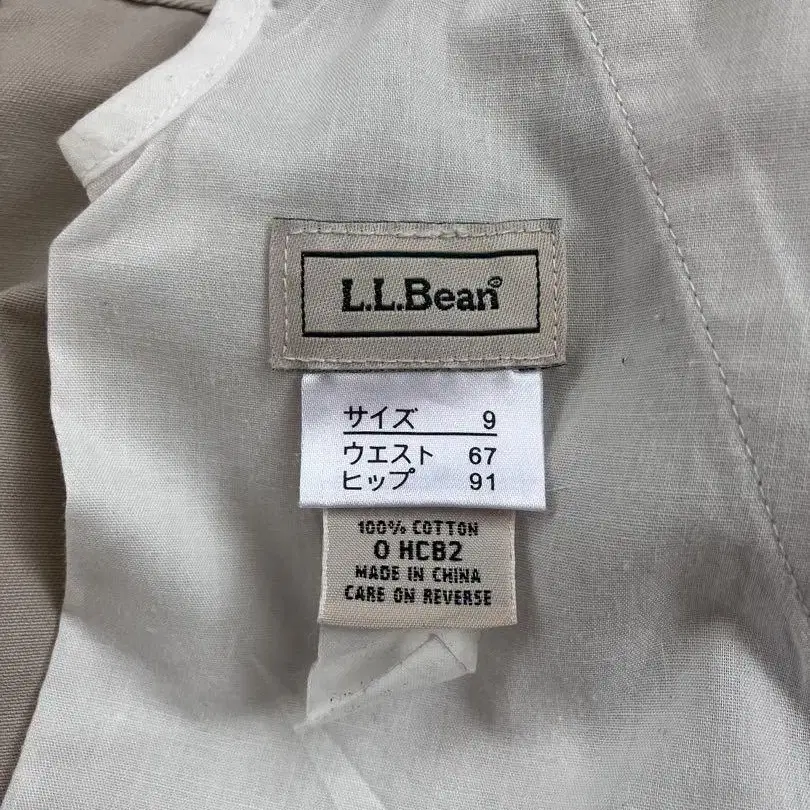 L.L.Bean®
サイズ 9
ウエスト 67
ヒップ 91
100% COTTON
0 HCB2
MADE IN CHINA
CARE ON REVERSE